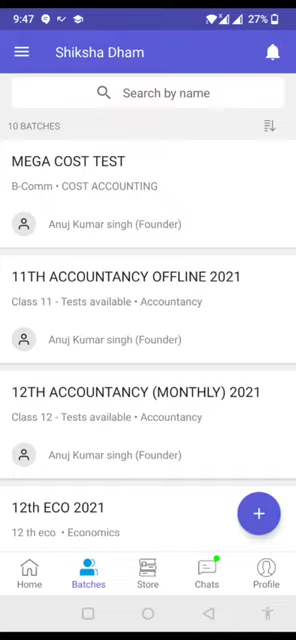 9:47
27%
Shiksha Dham
Search by name
10 BATCHES
MEGA COST TEST
B-Comm • COST ACCOUNTING
Anuj Kumar singh (Founder)
11TH ACCOUNTANCY OFFLINE 2021
Class 11 - Tests available • Accountancy
Anuj Kumar singh (Founder)
12TH ACCOUNTANCY (MONTHLY) 2021
Class 12 - Tests available • Accountancy
Anuj Kumar singh (Founder)
12th ECO 2021
12 th eco • Economics
Home Batches Store Chats Profile